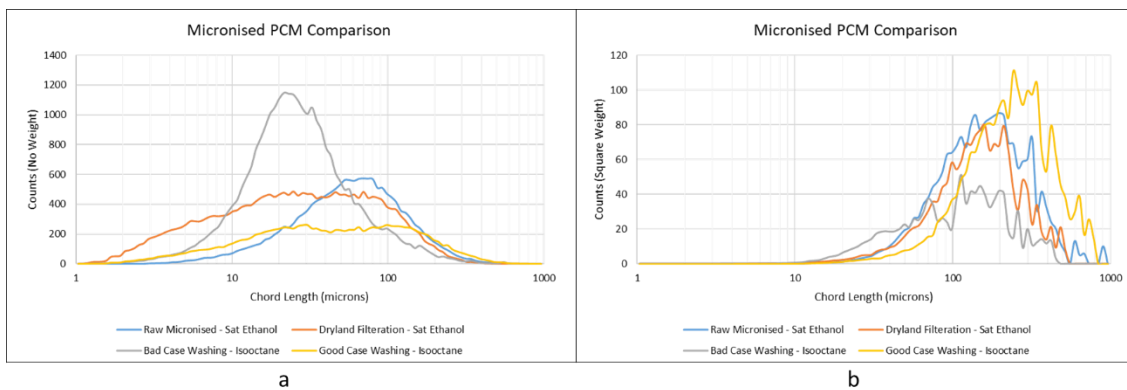 Micronised PCM Comparison
1400
1200
1000
800
600
400
200
0
Counts (No Weight)
1 10 100 1000
Chord Length (microns)
Raw Micronised - Sat Ethanol Dryland Filteration - Sat Ethanol
Bad Case Washing - Isooctane Good Case Washing - Isooctane
a
Micronised PCM Comparison
120
100
80
60
40
20
0
Counts (Square Weight)
1 10 100 1000
Chord Length (microns)
Raw Micronised - Sat Ethanol Dryland Filteration - Sat Ethanol
Bad Case Washing - Isooctane Good Case Washing - Isooctane
b